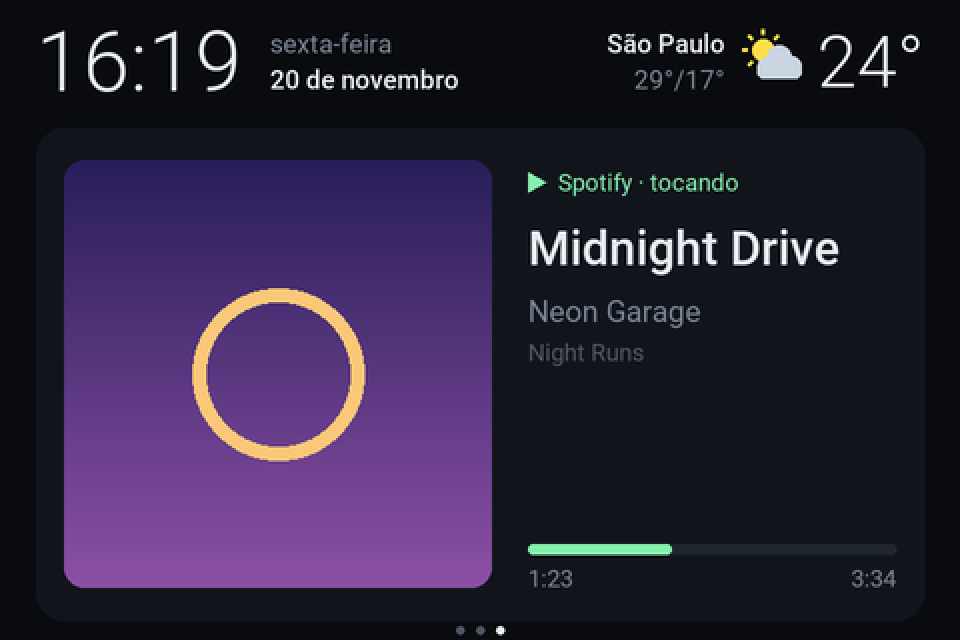 16:19
sexta-feira
20 de novembro
São Paulo
29°/17°
24°
Spotify · tocando
Midnight Drive
Neon Garage
Night Runs
1:23
3:34